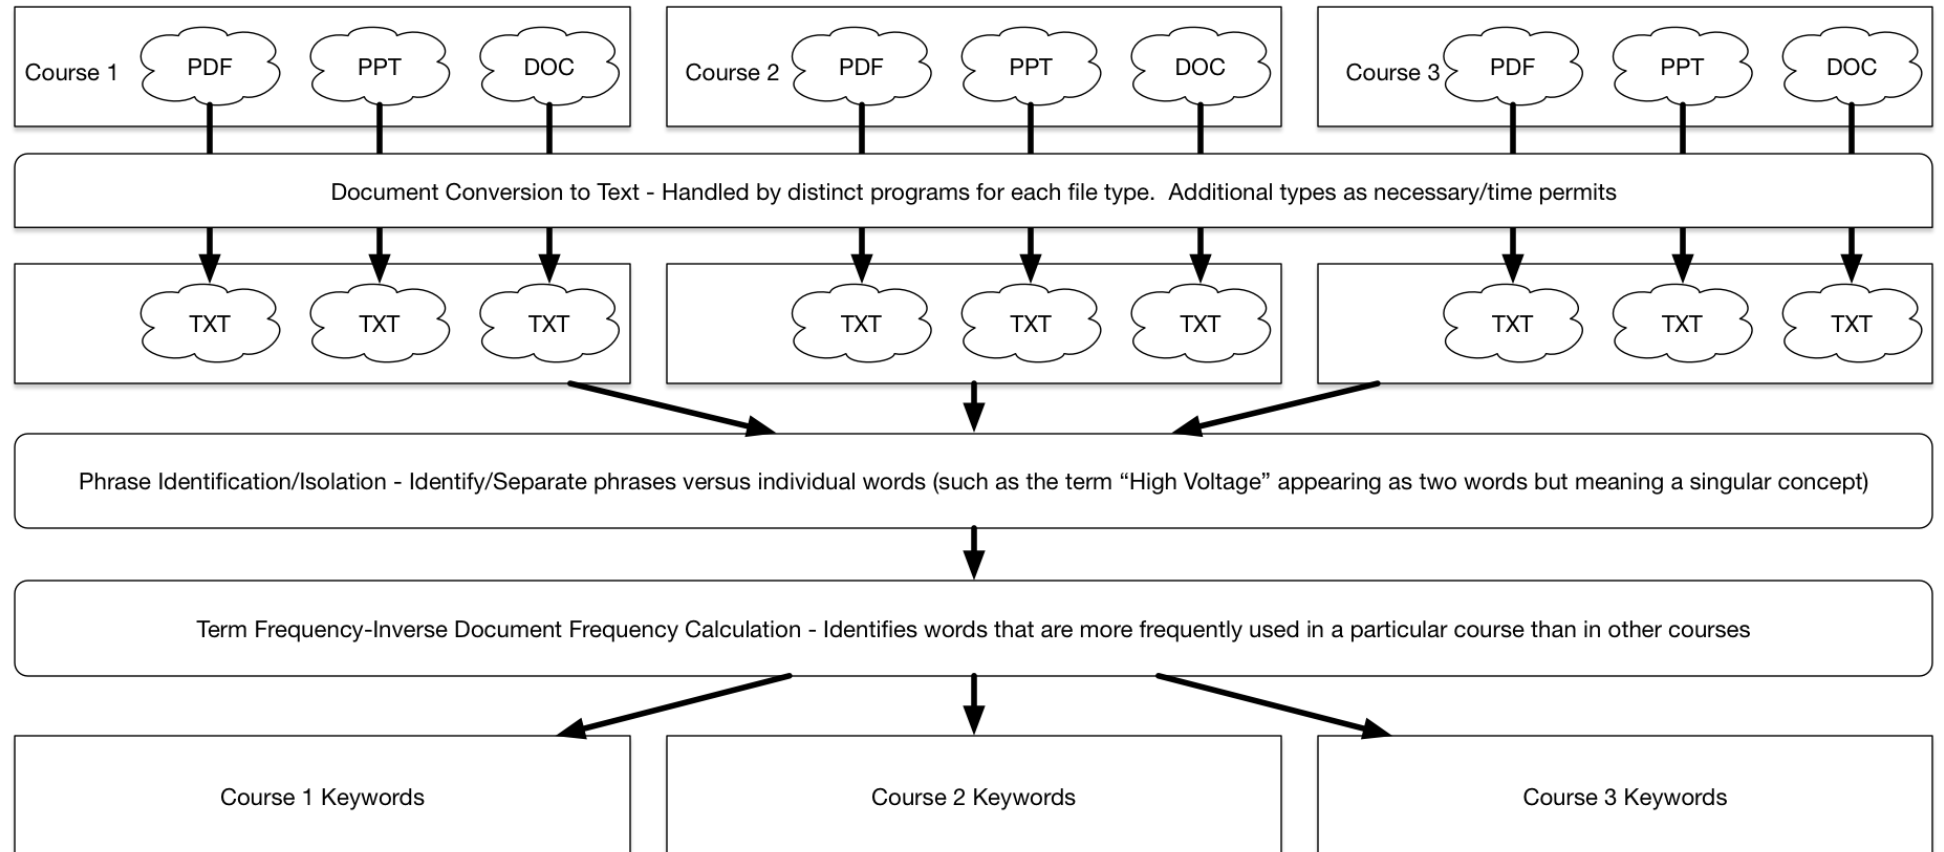 Course 1 PDF PPT DOC Course 2 PDF PPT DOC Course 3 PDF PPT DOC
Document Conversion to Text - Handled by distinct programs for each file type.  Additional types as necessary/time permits
TXT TXT TXT TXT TXT TXT TXT TXT TXT
Phrase Identification/Isolation - Identify/Separate phrases versus individual words (such as the term “High Voltage” appearing as two words but meaning a singular concept)
Term Frequency-Inverse Document Frequency Calculation - Identifies words that are more frequently used in a particular course than in other courses
Course 1 Keywords Course 2 Keywords Course 3 Keywords